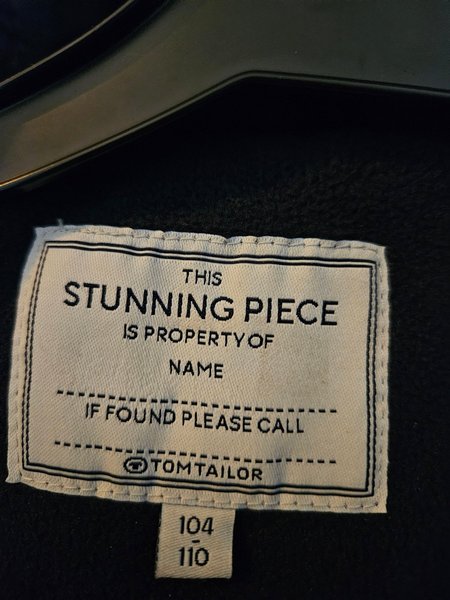 THIS
STUNNING PIECE
IS PROPERTY OF
NAME
IF FOUND PLEASE CALL
TOM TAILOR
104
-
110